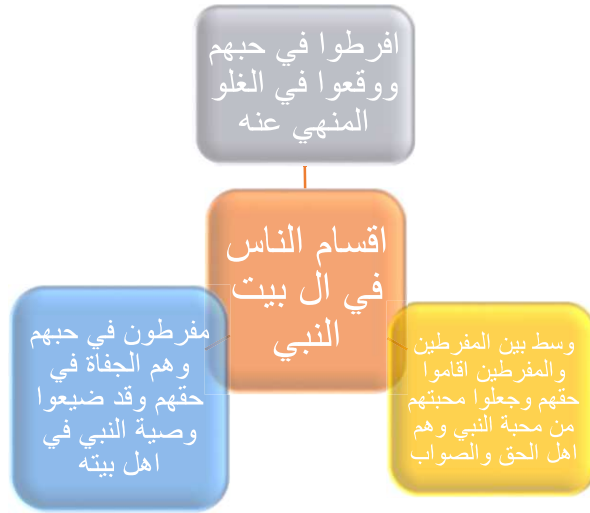 افرطوا في حبهم
ووقعوا في الغلو
المنهي عنه
اقسام الناس
في ال بيت
النبي
وسط بين المفرطين
والمفرطين اقاموا
حقهم وجعلوا محبتهم
من محبة النبي وهم
اهل الحق والصواب
مفرطون في حبهم
وهم الجفاة في
حقهم وقد ضيعوا
وصية النبي في
اهل بيته